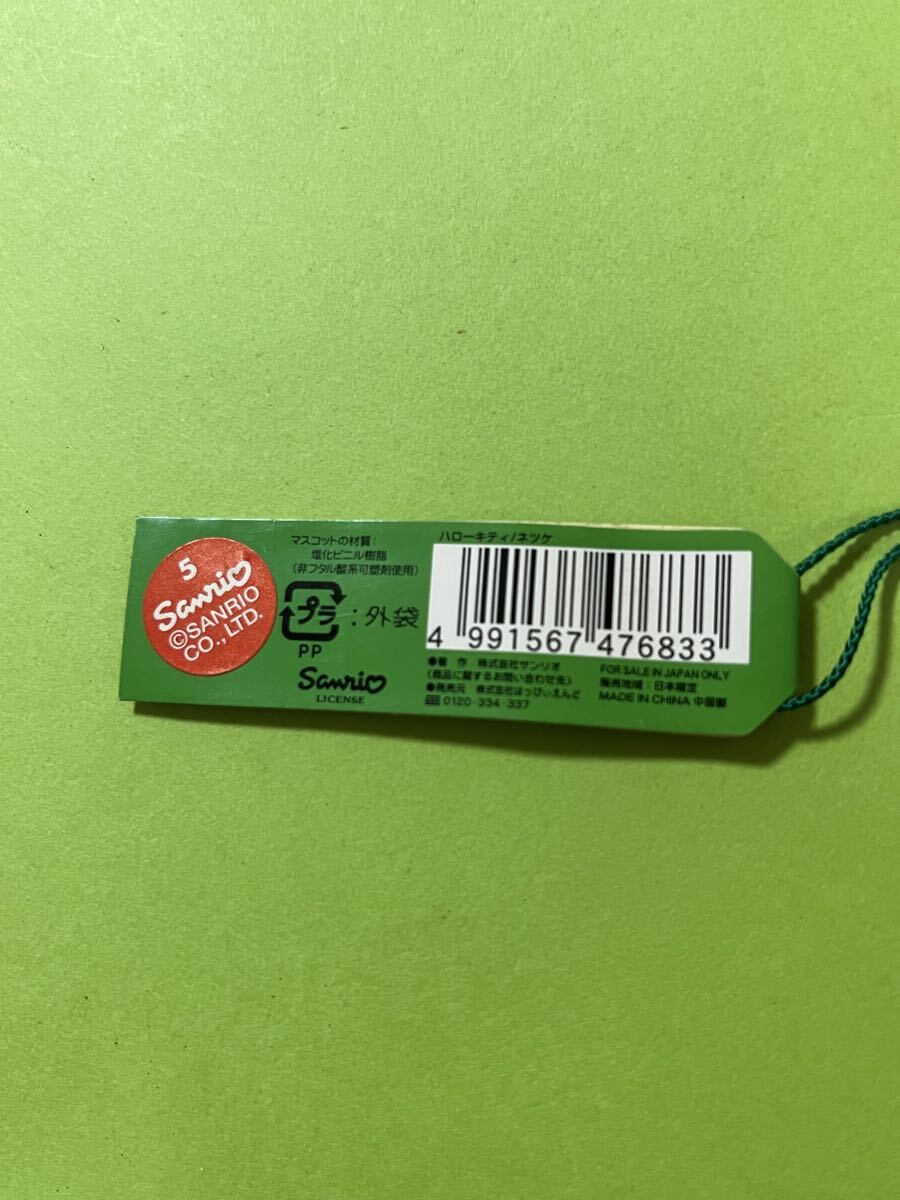 5
Sanrio
©SANRIO
CO.,LTD.
マスコットの材質:
塩化ビニル樹脂
(非フタル酸系可塑剤使用)
プラ :外袋
PP
Sanrio
LICENSE
ハローキティ/ネツケ
4 991567 476833
●著 作 株式会社サンリオ
(商品に関するお問い合わせ先)
●発売元 株式会社はっぴぃえんど
0120-334-337
FOR SALE IN JAPAN ONLY
販売地域:日本限定
MADE IN CHINA 中国製